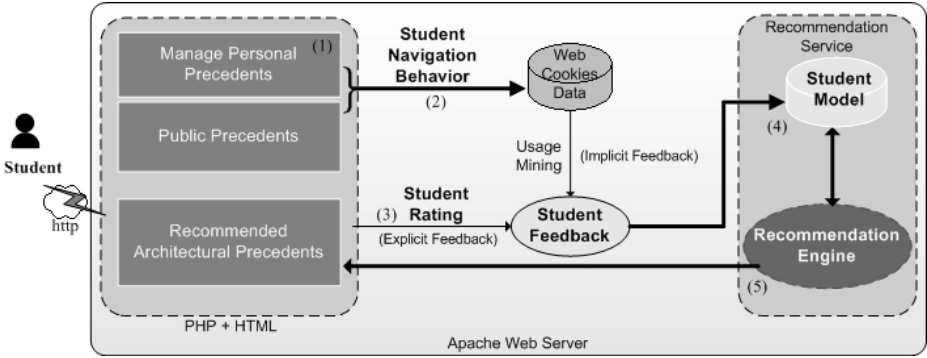 Manage Personal
Precedents
(1)
Public Precedents
Recommended
Architectural Precedents
PHP + HTML
Student
http
Student
Navigation
Behavior
(2)
Web
Cookies
Data
Usage
Mining
(Implicit Feedback)
Student
Rating
(3)
(Explicit Feedback)
Student
Feedback
Recommendation
Service
Student
Model
(4)
Recommendation
Engine
(5)
Apache Web Server